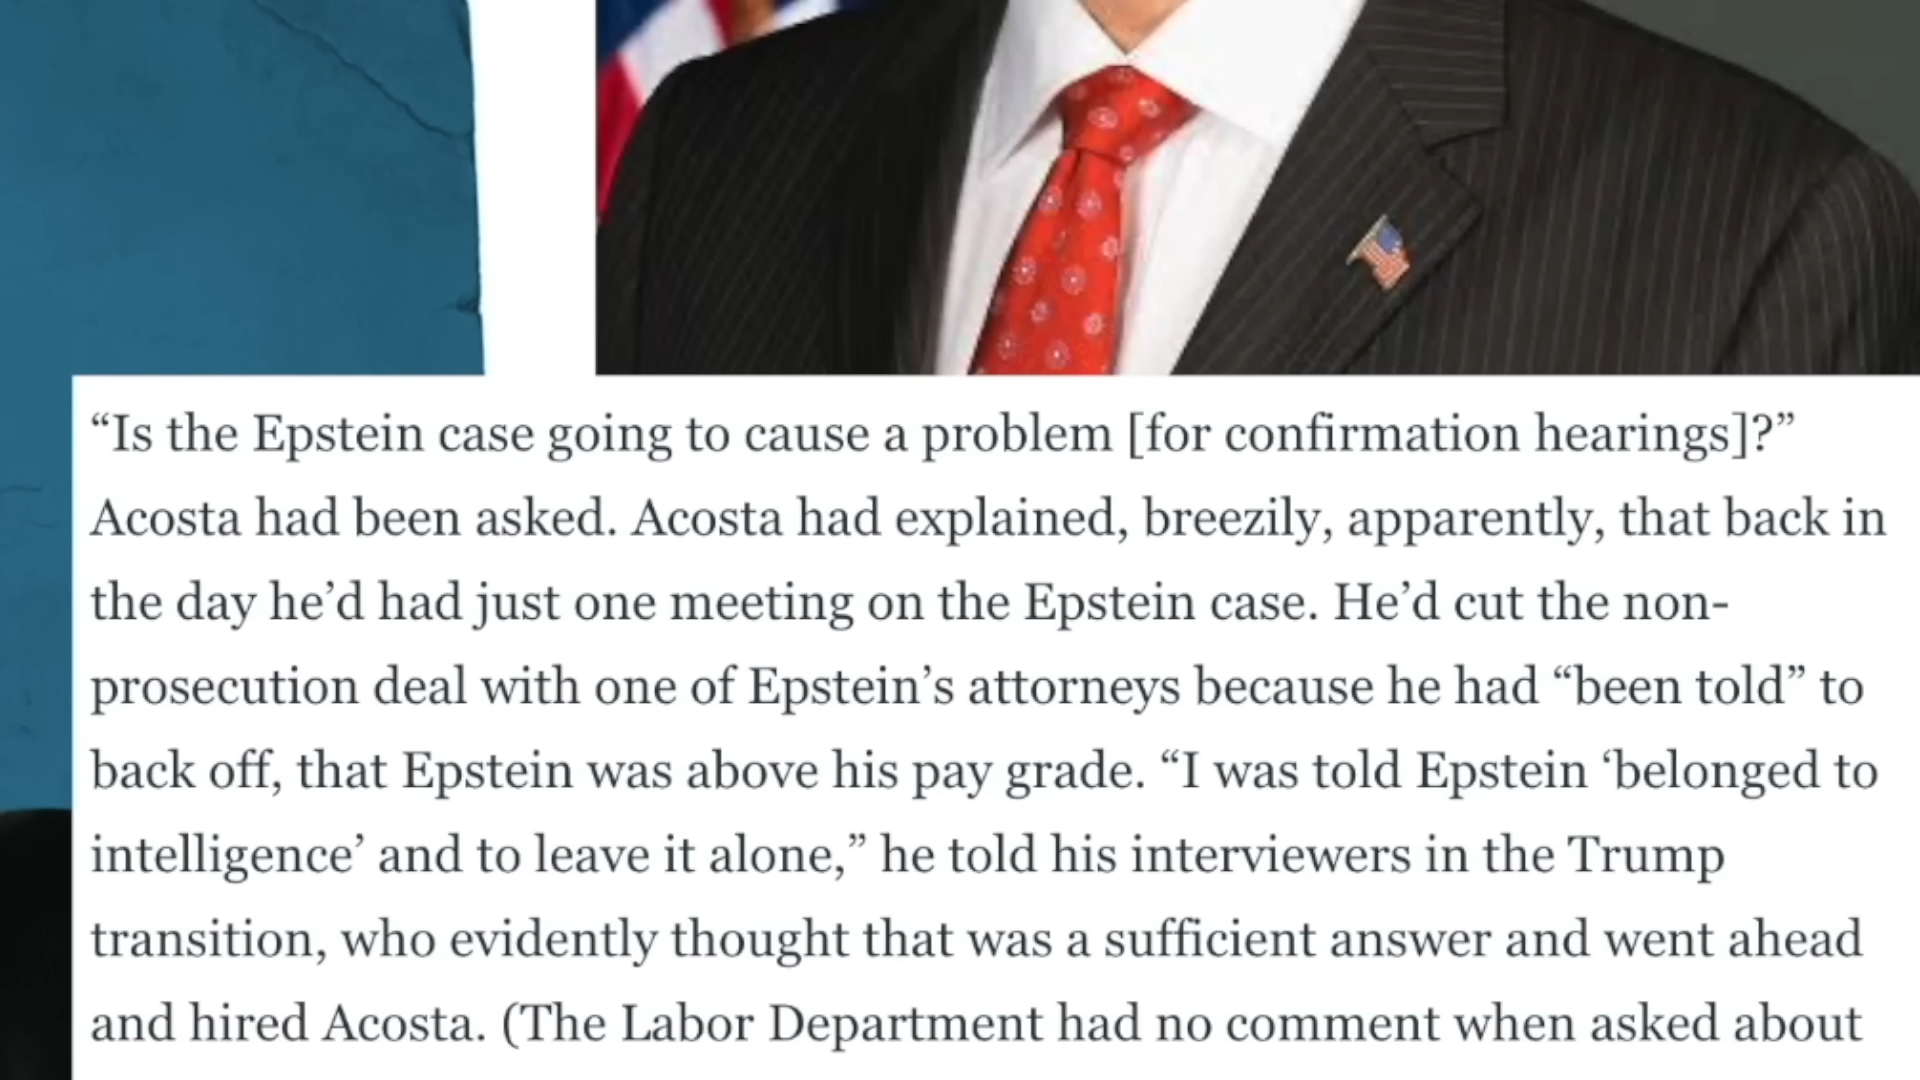 “Is the Epstein case going to cause a problem [for confirmation hearings]?”
Acosta had been asked. Acosta had explained, breezily, apparently, that back in
the day he’d had just one meeting on the Epstein case. He’d cut the non-
prosecution deal with one of Epstein’s attorneys because he had “been told” to
back off, that Epstein was above his pay grade. “I was told Epstein ‘belonged to
intelligence’ and to leave it alone,” he told his interviewers in the Trump
transition, who evidently thought that was a sufficient answer and went ahead
and hired Acosta. (The Labor Department had no comment when asked about